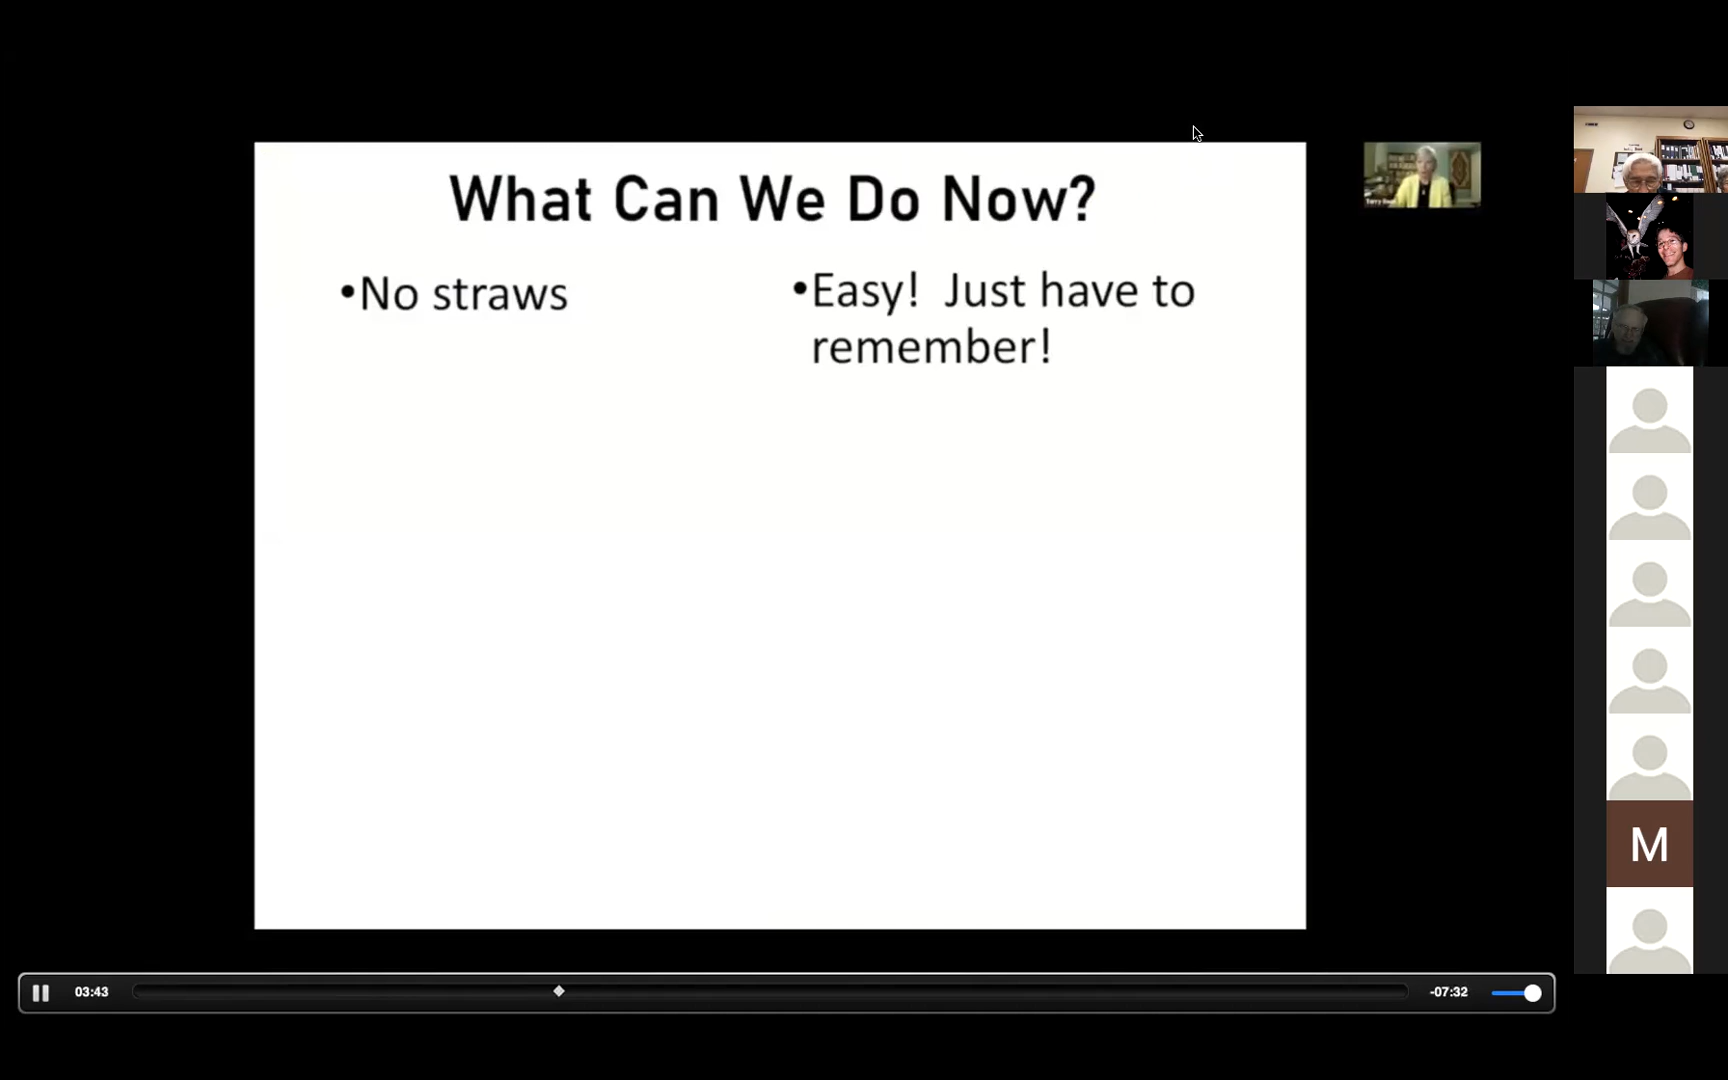 What Can We Do Now?
•No straws
•Easy!  Just have to
remember!
M
03:43
-07:32